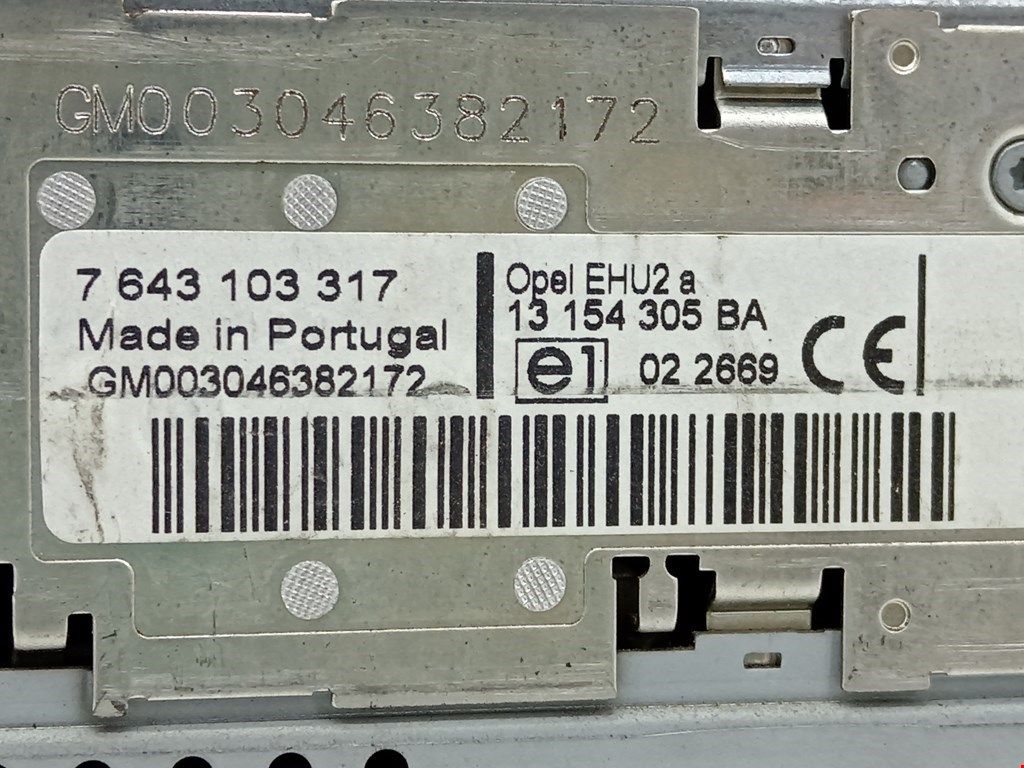 GM003046382172
7 643 103 317
Made in Portugal
GM003046382172
Opel EHU2 a
13 154 305 BA
e1 02 2669 CE